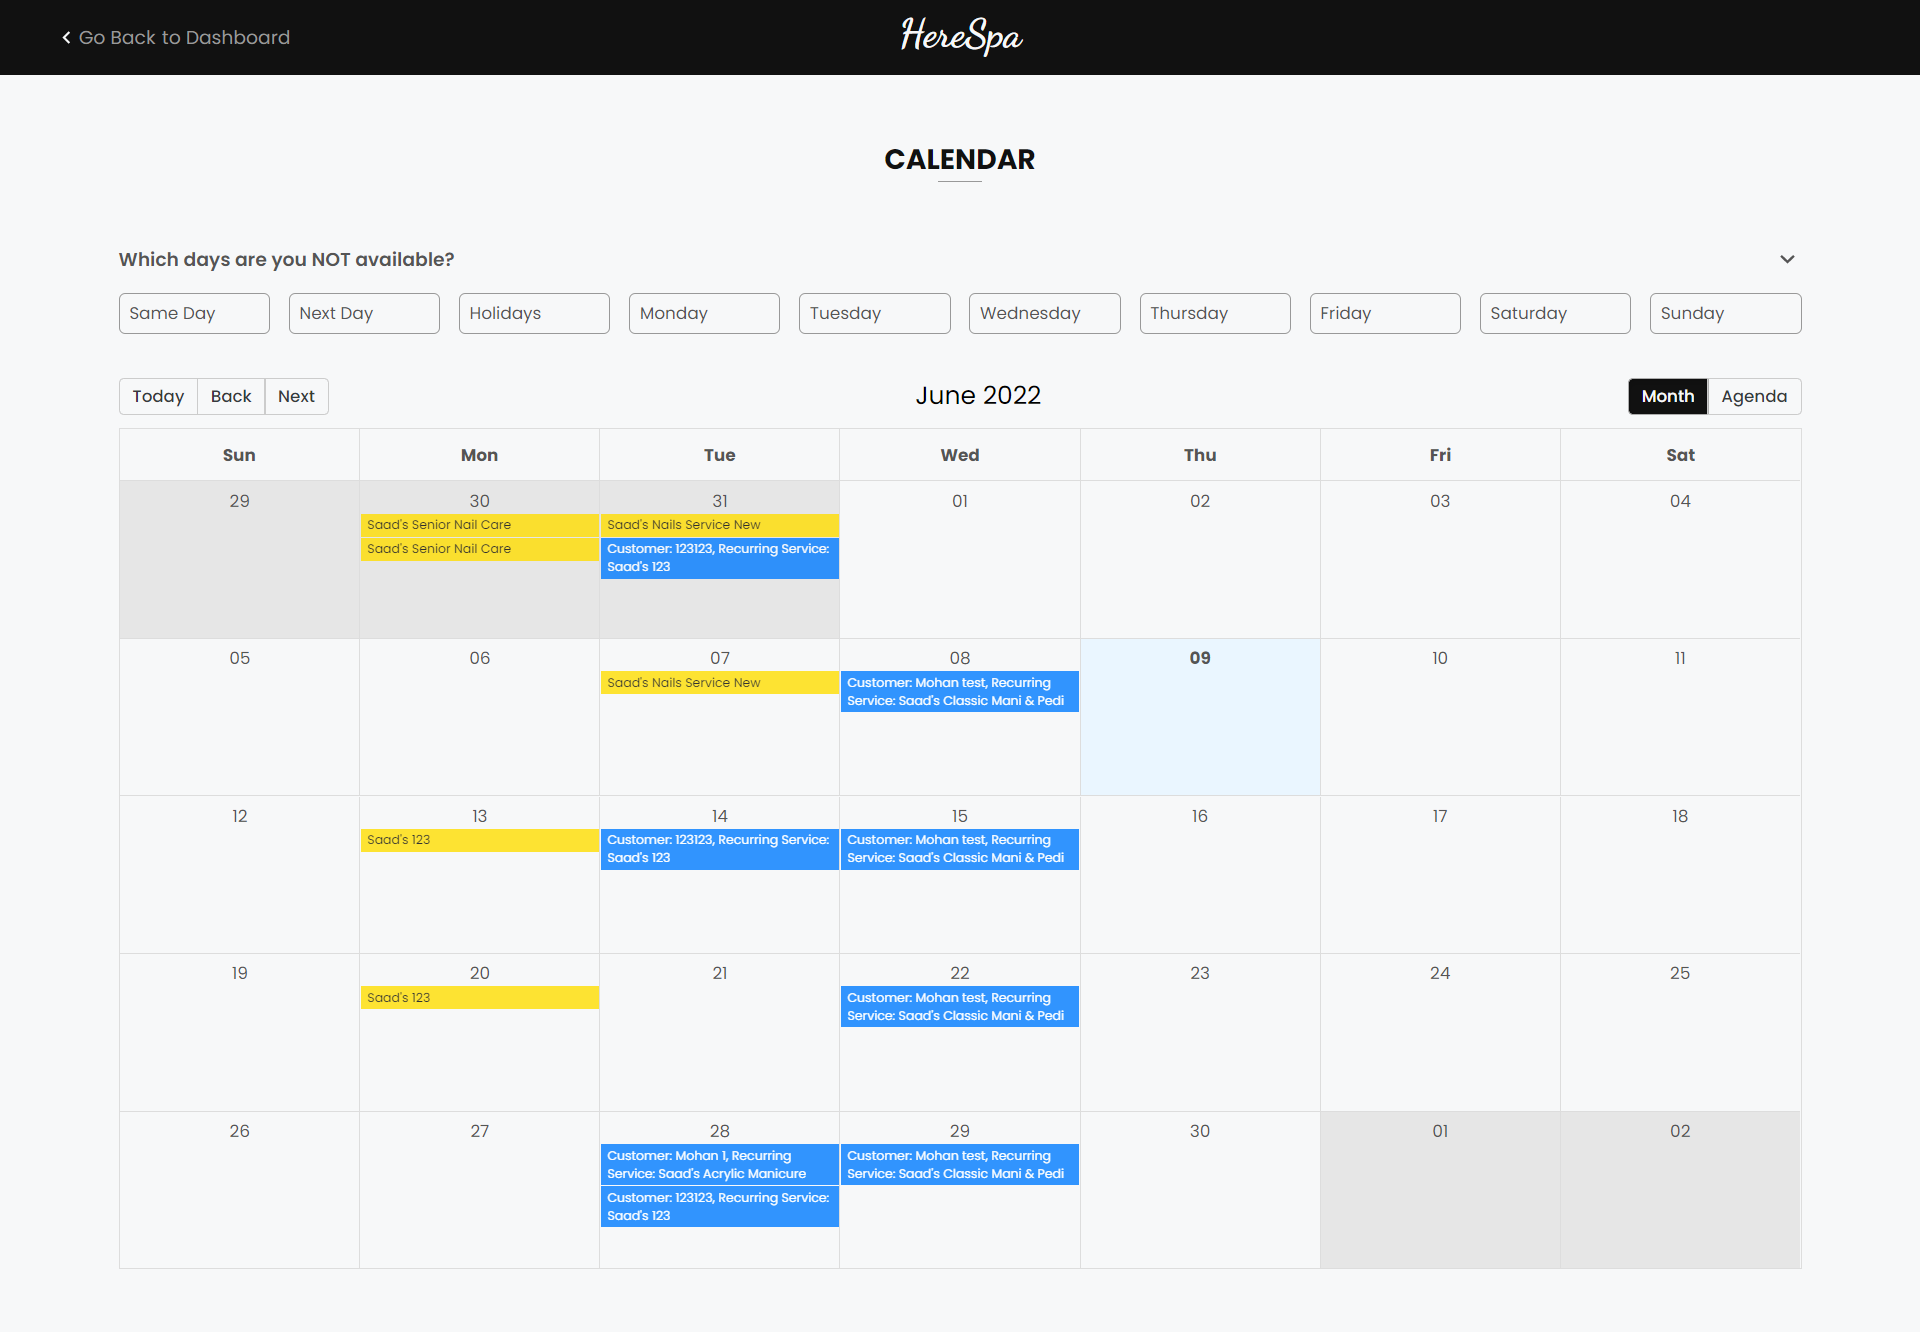 Go Back to Dashboard
HereSpa
CALENDAR
Which days are you NOT available?
Same Day
Next Day
Holidays
Monday
Tuesday
Wednesday
Thursday
Friday
Saturday
Sunday
Today
Back
Next
June 2022
Month
Agenda
Sun
Mon
Tue
Wed
Thu
Fri
Sat
29
30
Saad's Senior Nail Care
Saad's Senior Nail Care
31
Saad's Nails Service New
Customer: 123123, Recurring Service:
Saad's 123
01
02
03
04
05
06
07
Saad's Nails Service New
08
Customer: Mohan test, Recurring
Service: Saad's Classic Mani & Pedi
09
10
11
12
13
Saad's 123
14
Customer: 123123, Recurring Service:
Saad's 123
15
Customer: Mohan test, Recurring
Service: Saad's Classic Mani & Pedi
16
17
18
19
20
Saad's 123
21
22
Customer: Mohan test, Recurring
Service: Saad's Classic Mani & Pedi
23
24
25
26
27
28
Customer: Mohan 1, Recurring
Service: Saad's Acrylic Manicure
Customer: 123123, Recurring Service:
Saad's 123
29
Customer: Mohan test, Recurring
Service: Saad's Classic Mani & Pedi
30
01
02